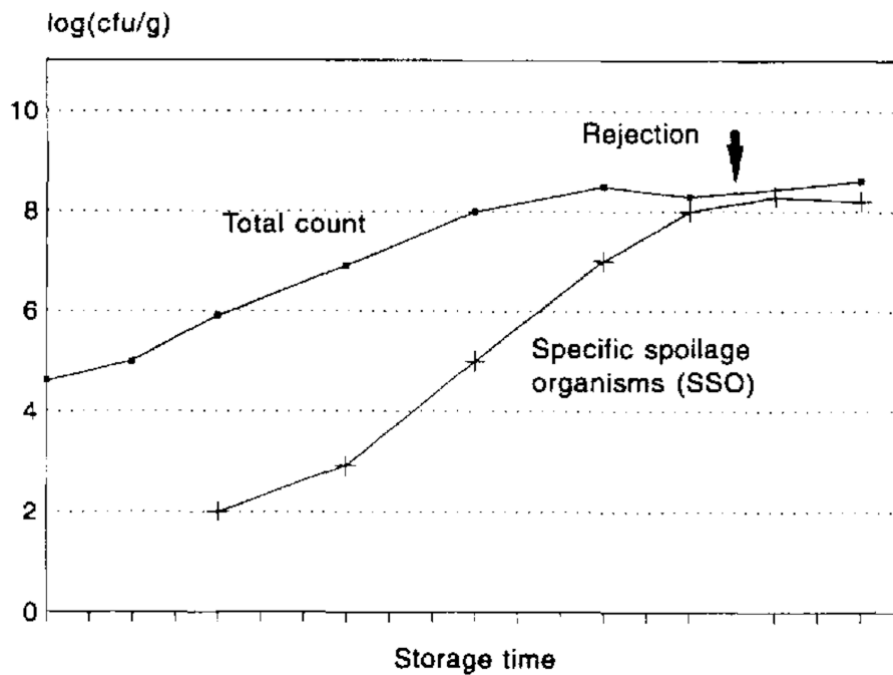 log(cfu/g)
10
Rejection
8
Total count
6
Specific spoilage
organisms (SSO)
4
2
0
Storage time